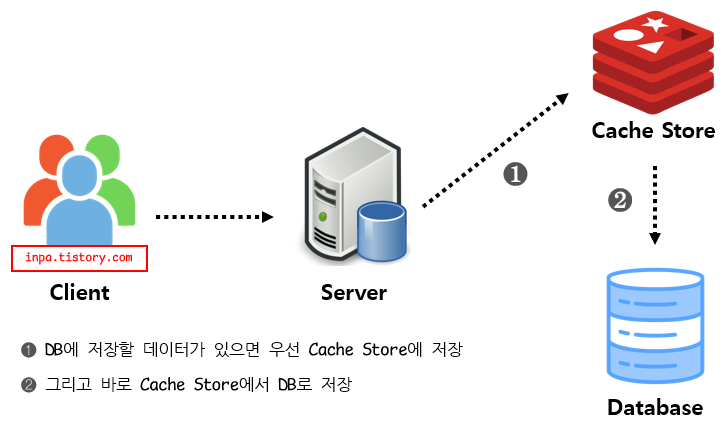 Cache Store
❶
❷
inpa.tistory.com
Client
Server
❶ DB에 저장할 데이터가 있으면 우선 Cache Store에 저장
❷ 그리고 바로 Cache Store에서 DB로 저장
Database